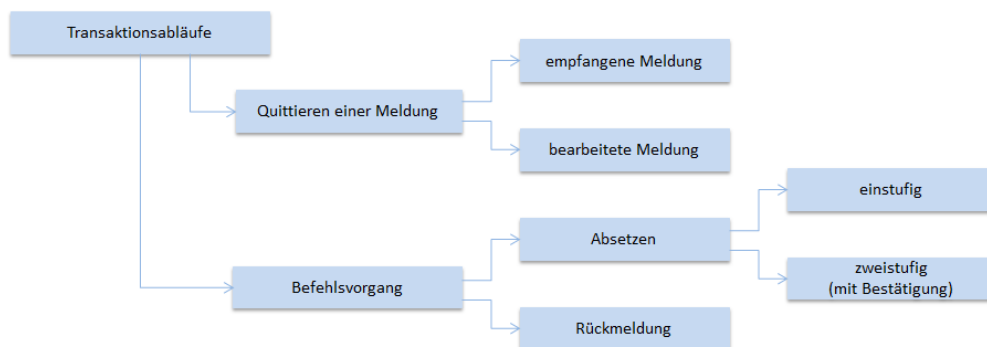 Transaktionsabläufe
empfangene Meldung
Quittieren einer Meldung
bearbeitete Meldung
einstufig
Absetzen
zweistufig
(mit Bestätigung)
Befehlsvorgang
Rückmeldung